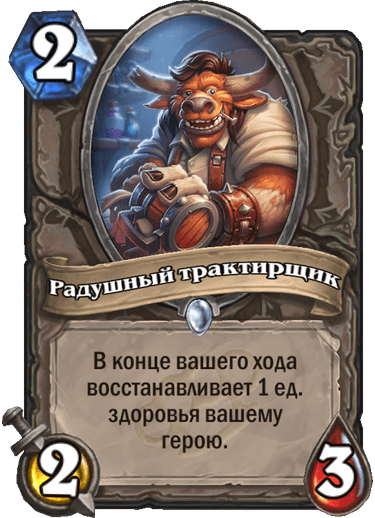 2
Радушный трактирщик
В конце вашего хода
восстанавливает 1 ед.
здоровья вашему
герою.
2
3